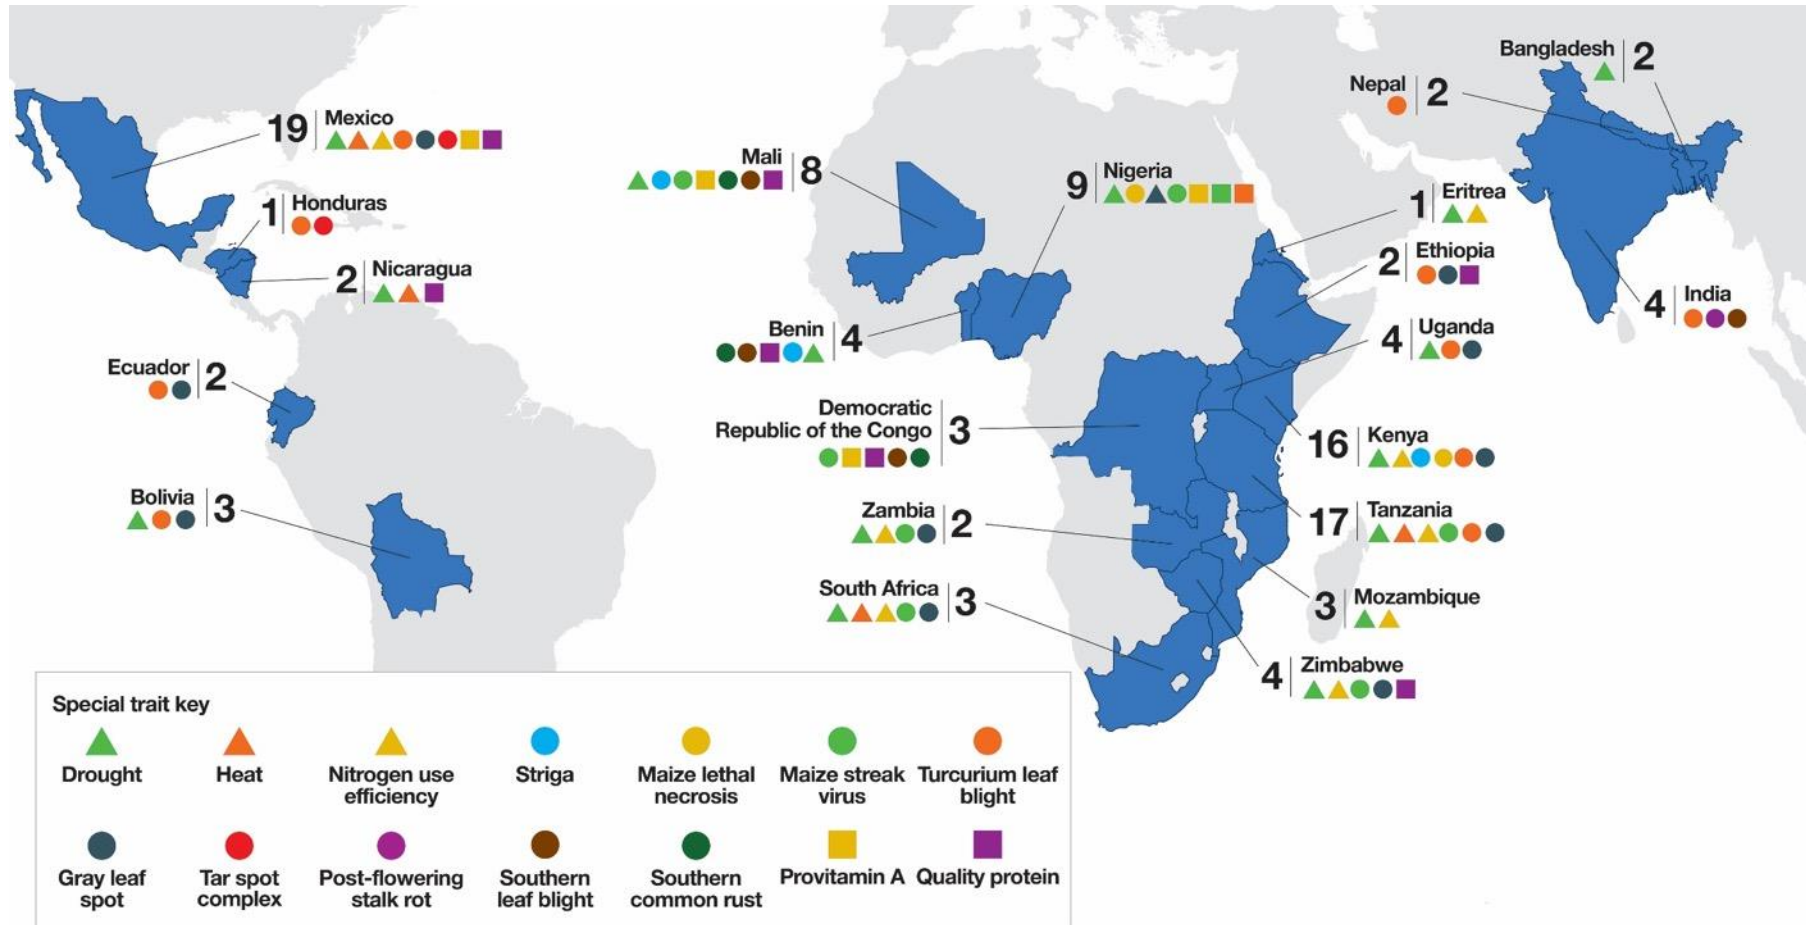 Bangladesh 2
Nepal 2
19 Mexico
Mali 8
9 Nigeria
1 Eritrea
1 Honduras
2 Ethiopia
2 Nicaragua
4 India
Benin 4
4 Uganda
Ecuador 2
Democratic
Republic of the Congo 3
16 Kenya
Bolivia 3
Zambia 2
17 Tanzania
South Africa 3
3 Mozambique
4 Zimbabwe
Special trait key
Drought
Heat
Nitrogen use
efficiency
Striga
Maize lethal
necrosis
Maize streak
virus
Turcurium leaf
blight
Gray leaf
spot
Tar spot
complex
Post-flowering
stalk rot
Southern
leaf blight
Southern
common rust
Provitamin A
Quality protein